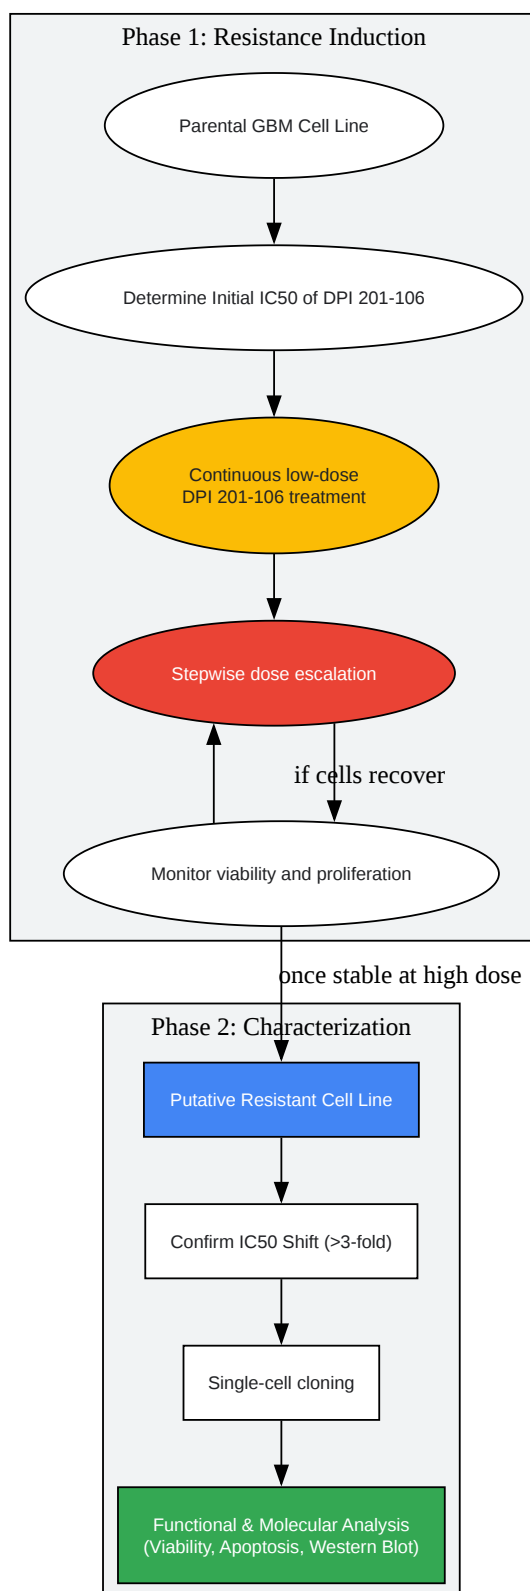 Phase 1: Resistance Induction
Parental GBM Cell Line
Determine Initial IC50 of DPI 201-106
Continuous low-dose
DPI 201-106 treatment
Stepwise dose escalation
if cells recover
Monitor viability and proliferation
once stable at high dose
Phase 2: Characterization
Putative Resistant Cell Line
Confirm IC50 Shift (>3-fold)
Single-cell cloning
Functional & Molecular Analysis
(Viability, Apoptosis, Western Blot)